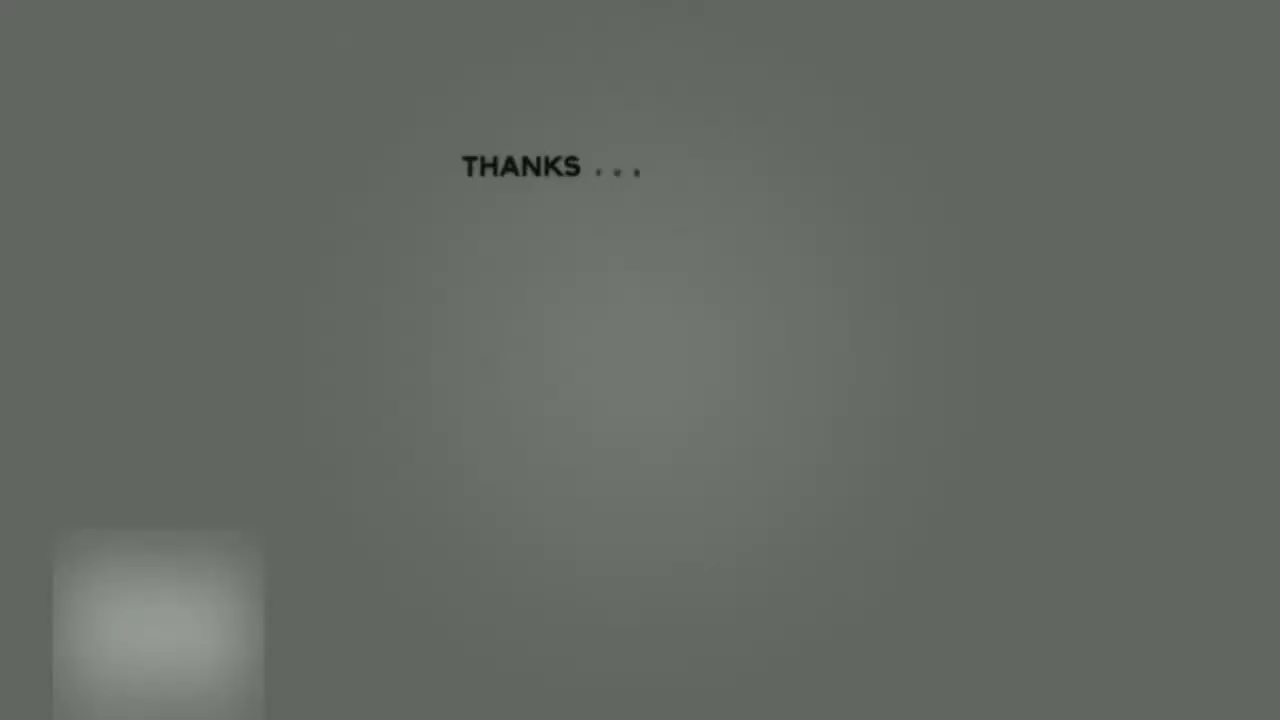 THANKS . . .